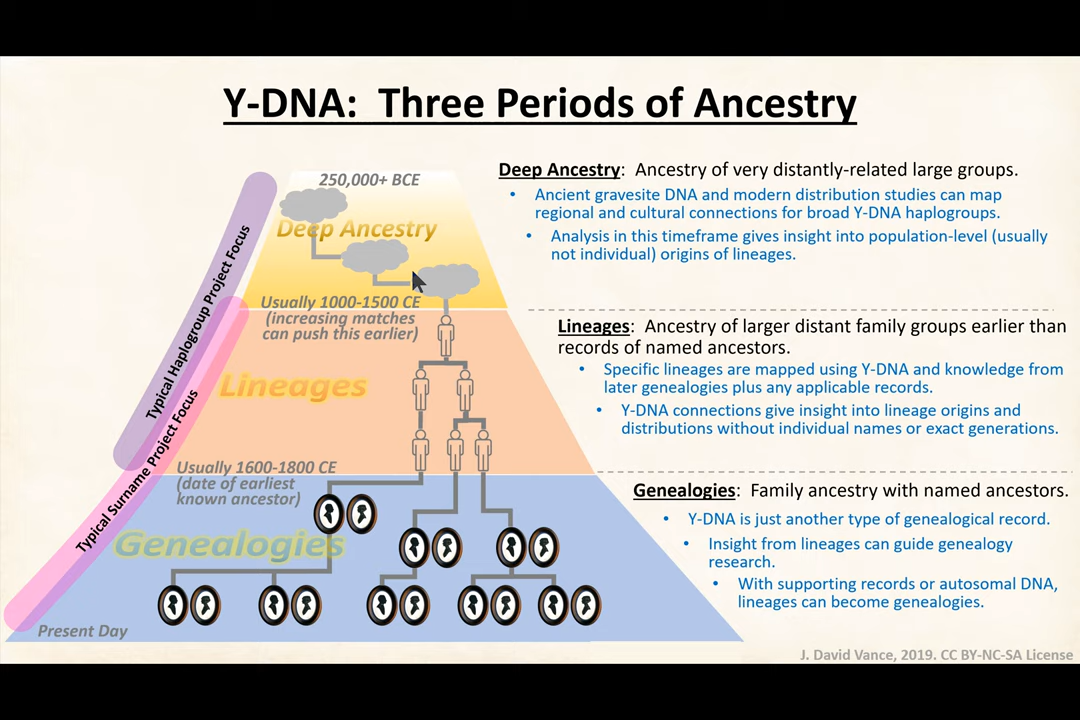 Y-DNA: Three Periods of Ancestry
250,000+ BCE
Deep Ancestry
Usually 1000-1500 CE
(increasing matches
can push this earlier)
Lineages
Usually 1600-1800 CE
(date of earliest
known ancestor)
Genealogies
Present Day
Typical Haplogroup Project Focus
Typical Surname Project Focus
Deep Ancestry: Ancestry of very distantly-related large groups.
• Ancient gravesite DNA and modern distribution studies can map
regional and cultural connections for broad Y-DNA haplogroups.
• Analysis in this timeframe gives insight into population-level (usually
not individual) origins of lineages.
Lineages: Ancestry of larger distant family groups earlier than
records of named ancestors.
• Specific lineages are mapped using Y-DNA and knowledge from
later genealogies plus any applicable records.
• Y-DNA connections give insight into lineage origins and
distributions without individual names or exact generations.
Genealogies: Family ancestry with named ancestors.
• Y-DNA is just another type of genealogical record.
• Insight from lineages can guide genealogy
research.
• With supporting records or autosomal DNA,
lineages can become genealogies.
J. David Vance, 2019. CC BY-NC-SA License